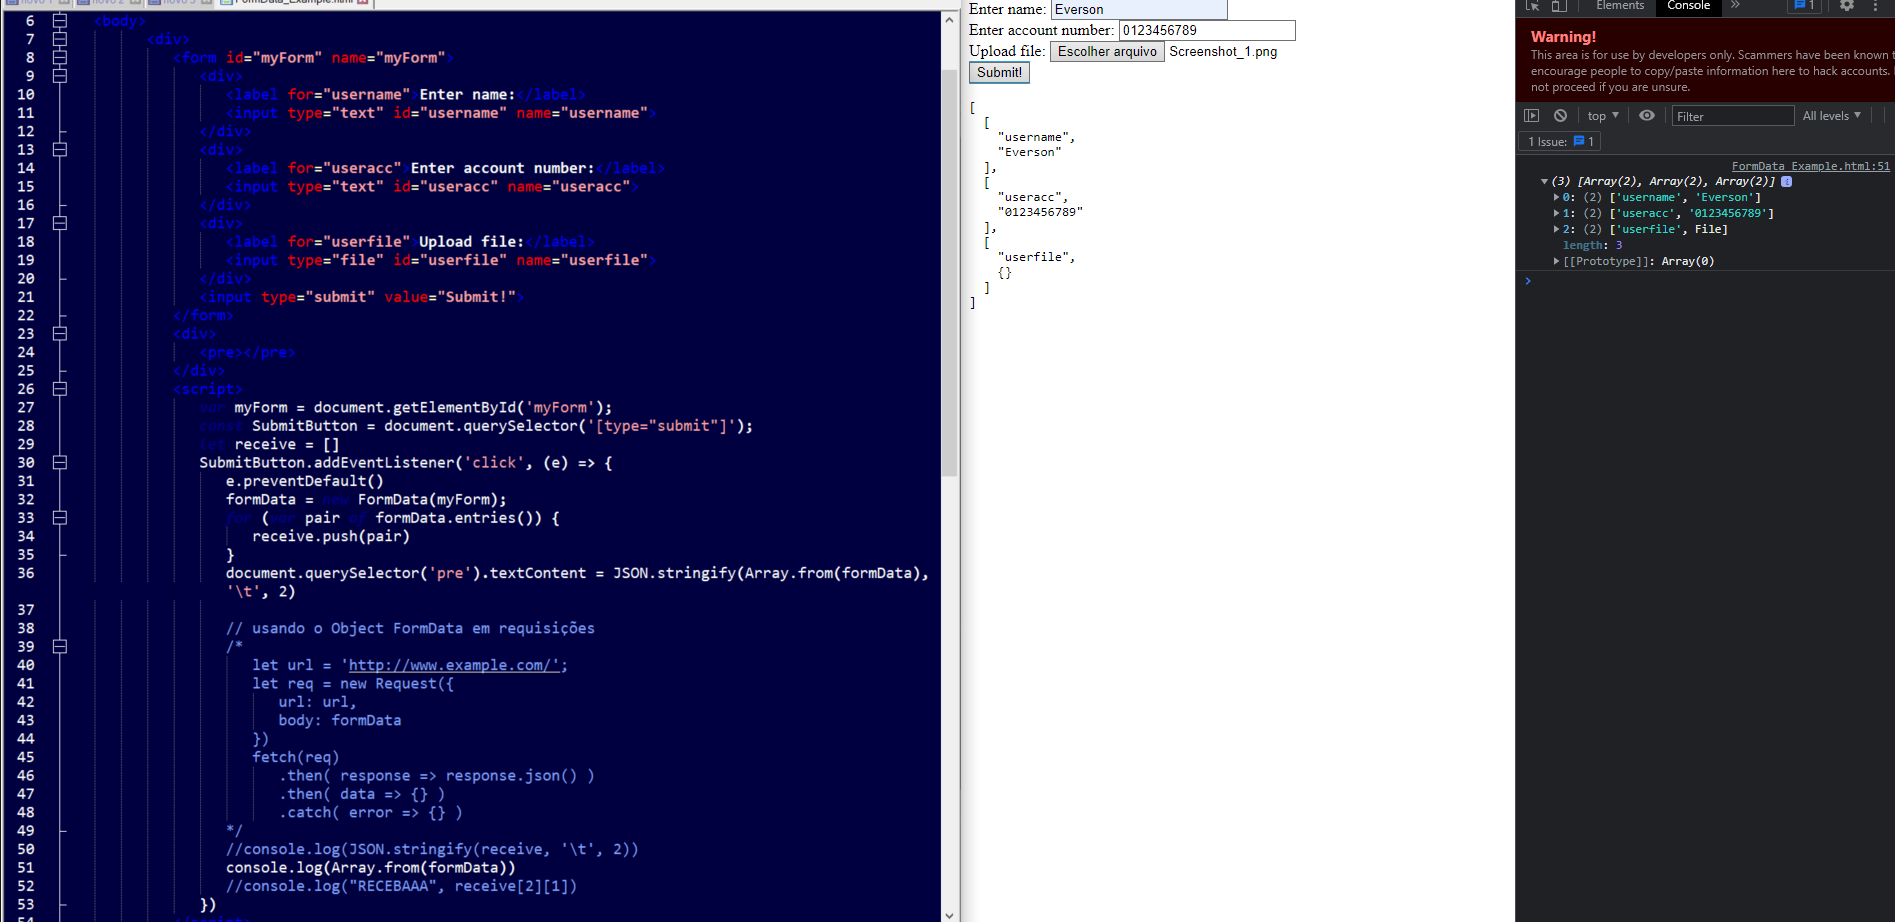 novo 1
novo 2
novo 3
FormData_Example.html
6 <body>
7 <div>
8 <form id="myForm" name="myForm">
9 <div>
10 <label for="username">Enter name:</label>
11 <input type="text" id="username" name="username">
12 </div>
13 <div>
14 <label for="useracc">Enter account number:</label>
15 <input type="text" id="useracc" name="useracc">
16 </div>
17 <div>
18 <label for="userfile">Upload file:</label>
19 <input type="file" id="userfile" name="userfile">
20 </div>
21 <input type="submit" value="Submit!">
22 </form>
23 <div>
24 <pre></pre>
25 </div>
26 <script>
27 var myForm = document.getElementById('myForm');
28 const SubmitButton = document.querySelector('[type="submit"]');
29 let receive = []
30 SubmitButton.addEventListener('click', (e) => {
31 e.preventDefault()
32 formData = new FormData(myForm);
33 for (var pair of formData.entries()) {
34 receive.push(pair)
35 }
36 document.querySelector('pre').textContent = JSON.stringify(Array.from(formData),
'\t', 2)
37
38 // usando o Object FormData em requisições
39 /*
40 let url = 'http://www.example.com/';
41 let req = new Request({
42 url: url,
43 body: formData
44 })
45 fetch(req)
46 .then( response => response.json() )
47 .then( data => {} )
48 .catch( error => {} )
49 */
50 //console.log(JSON.stringify(receive, '\t', 2))
51 console.log(Array.from(formData))
52 //console.log("RECEBAAA", receive[2][1])
53 })
54 </script>
Enter name: Everson
Enter account number: 0123456789
Upload file: Escolher arquivo Screenshot_1.png
Submit!
[
[
"username",
"Everson"
],
[
"useracc",
"0123456789"
],
[
"userfile",
{}
]
]
Elements Console » 1
Warning!
This area is for use by developers only. Scammers have been known t
encourage people to copy/paste information here to hack accounts.
not proceed if you are unsure.
top ▼ Filter All levels ▼
1 Issue: 1
FormData Example.html:51
(3) [Array(2), Array(2), Array(2)]
0: (2) ['username', 'Everson']
1: (2) ['useracc', '0123456789']
2: (2) ['userfile', File]
length: 3
[[Prototype]]: Array(0)